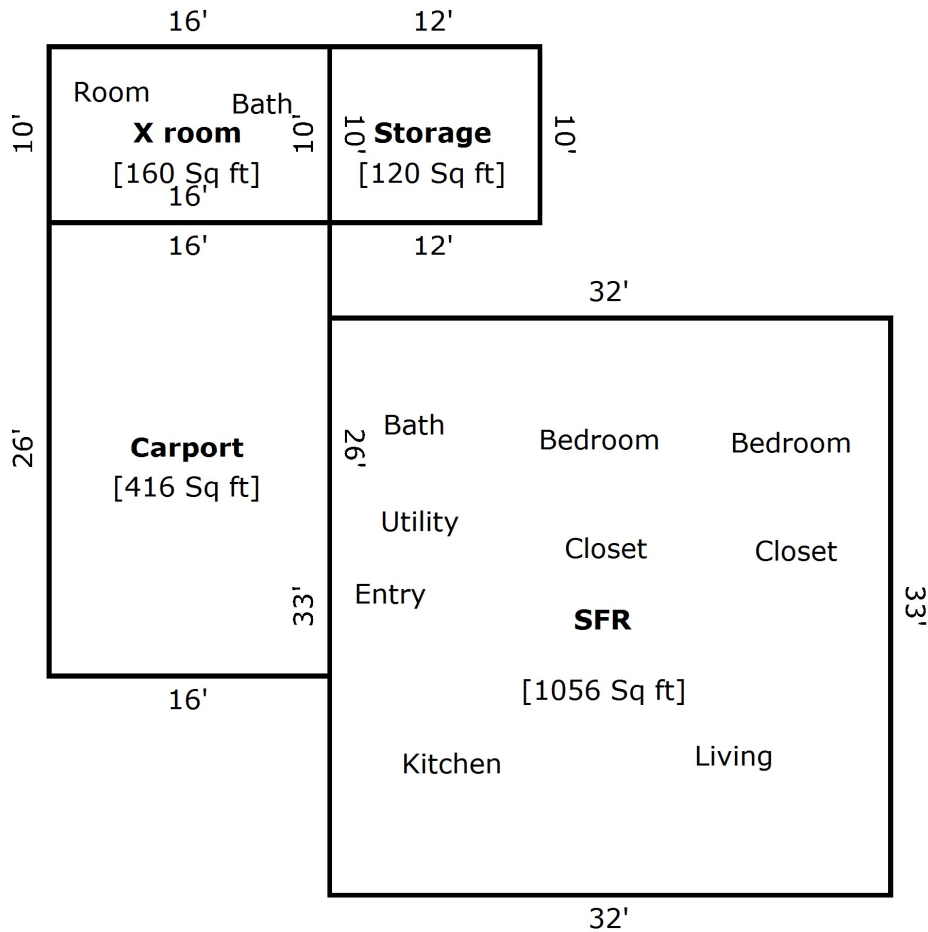 16'
12'
Room
Bath
10'
X room
10'
10'
Storage
10'
[160 Sq ft]
[120 Sq ft]
16'
16'
12'
32'
26'
Carport
26'
Bath
Bedroom
Bedroom
[416 Sq ft]
Utility
Closet
Closet
Entry
33'
SFR
33'
16'
[1056 Sq ft]
Kitchen
Living
32'